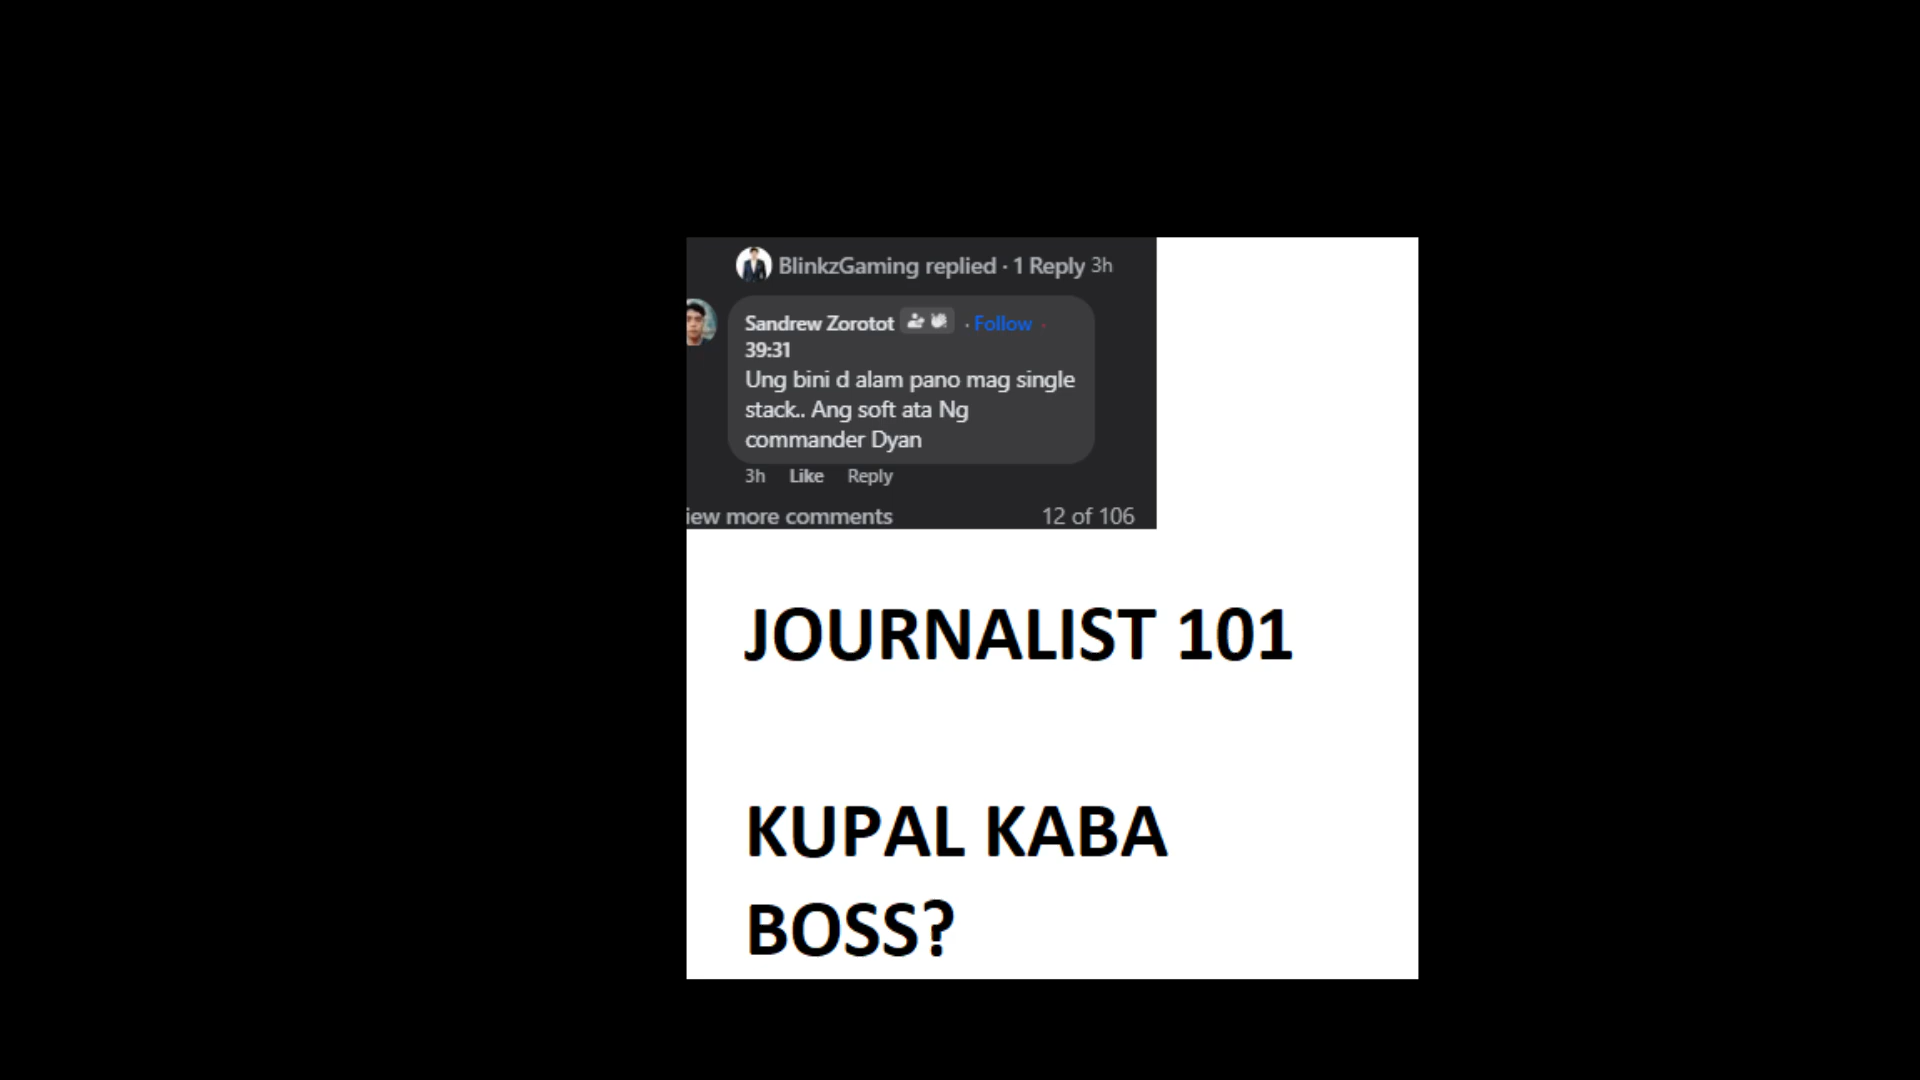 BlinkzGaming replied · 1 Reply 3h
Sandrew Zorotot · Follow ·
39:31
Ung bini d alam pano mag single
stack.. Ang soft ata Ng
commander Dyan
3h Like Reply
iew more comments 12 of 106
JOURNALIST 101
KUPAL KABA
BOSS?